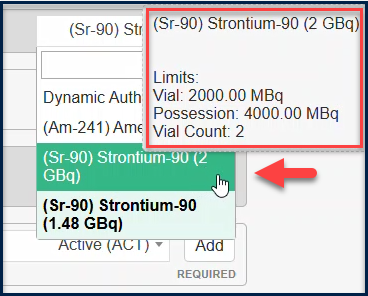 (Sr-90) Stro
(Sr-90) Strontium-90 (2 GBq)
Limits:
Vial: 2000.00 MBq
Possession: 4000.00 MBq
Vial Count: 2
Dynamic Auth
(Am-241) Ame
(Sr-90) Strontium-90 (2
GBq)
(Sr-90) Strontium-90
(1.48 GBq)
Active (ACT)
Add
REQUIRED